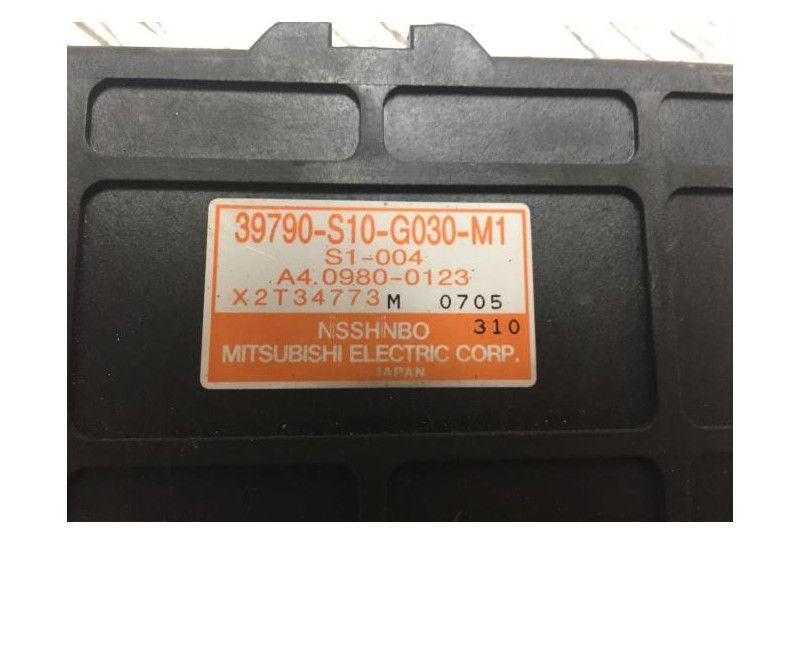 39790-S10-G030-M1
S1-004
A4.0980-0123
X2T34773M 0705
NISSHINBO 310
MITSUBISHI ELECTRIC CORP.
JAPAN